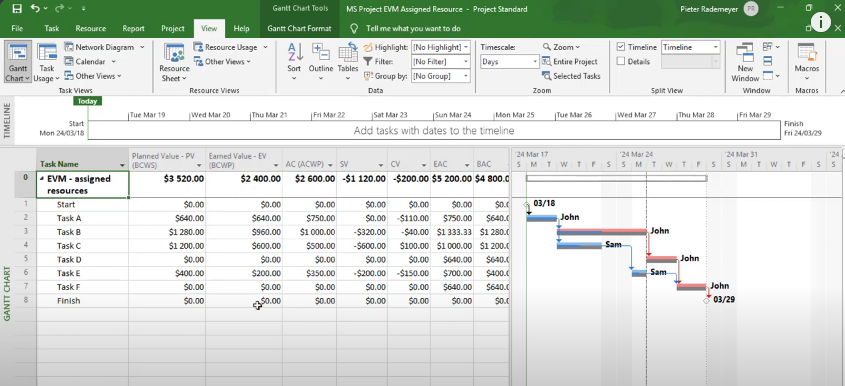 Gantt Chart Tools MS Project EVM Assigned Resource - Project Standard Pieter Rademeyer PR
File Task Resource Report Project View Help Gantt Chart Format Tell me what you want to do
Gantt Chart Task Usage Network Diagram Calendar Other Views
Resource Sheet Resource Usage Other Views
Sort Outline Tables Highlight: [No Highlight] Filter: [No Filter] Group by: [No Group]
Timescale: Days Zoom Entire Project Selected Tasks
Timeline Timeline Details
New Window Macros
Task Views Resource Views Data Zoom Split View Window Macros
Today
Tue Mar 19 Wed Mar 20 Thu Mar 21 Fri Mar 22 Sat Mar 23 Sun Mar 24 Mon Mar 25 Tue Mar 26 Wed Mar 27 Thu Mar 28 Fri Mar 29
TIMELINE
Start
Mon 24/03/18
Add tasks with dates to the timeline
Finish
Fri 24/03/29
Task Name Planned Value - PV (BCWS) Earned Value - EV (BCWP) AC (ACWP) SV CV EAC BAC
'24 Mar 17 '24 Mar 24 '24 Mar 31 '24
S M T W T F S S M T W T F S S M T W T F S S M
0 EVM - assigned resources $3 520.00 $2 400.00 $2 600.00 -$1 120.00 -$200.00 $5 200.00 $4 800.0
1 Start $0.00 $0.00 $0.00 $0.00 $0.00 $0.00 $0.0 03/18
2 Task A $640.00 $640.00 $750.00 $0.00 -$110.00 $750.00 $640.0 John
3 Task B $1 280.00 $960.00 $1 000.00 -$320.00 -$40.00 $1 333.33 $1 280.0 John
4 Task C $1 200.00 $600.00 $500.00 -$600.00 $100.00 $1 000.00 $1 200.0 Sam
5 Task D $0.00 $0.00 $0.00 $0.00 $0.00 $640.00 $640.0 John
6 Task E $400.00 $200.00 $350.00 -$200.00 -$150.00 $700.00 $400.0 Sam
7 Task F $0.00 $0.00 $0.00 $0.00 $0.00 $640.00 $640.0 John
8 Finish $0.00 $0.00 $0.00 $0.00 $0.00 $0.00 $0.0 03/29
GANTT CHART